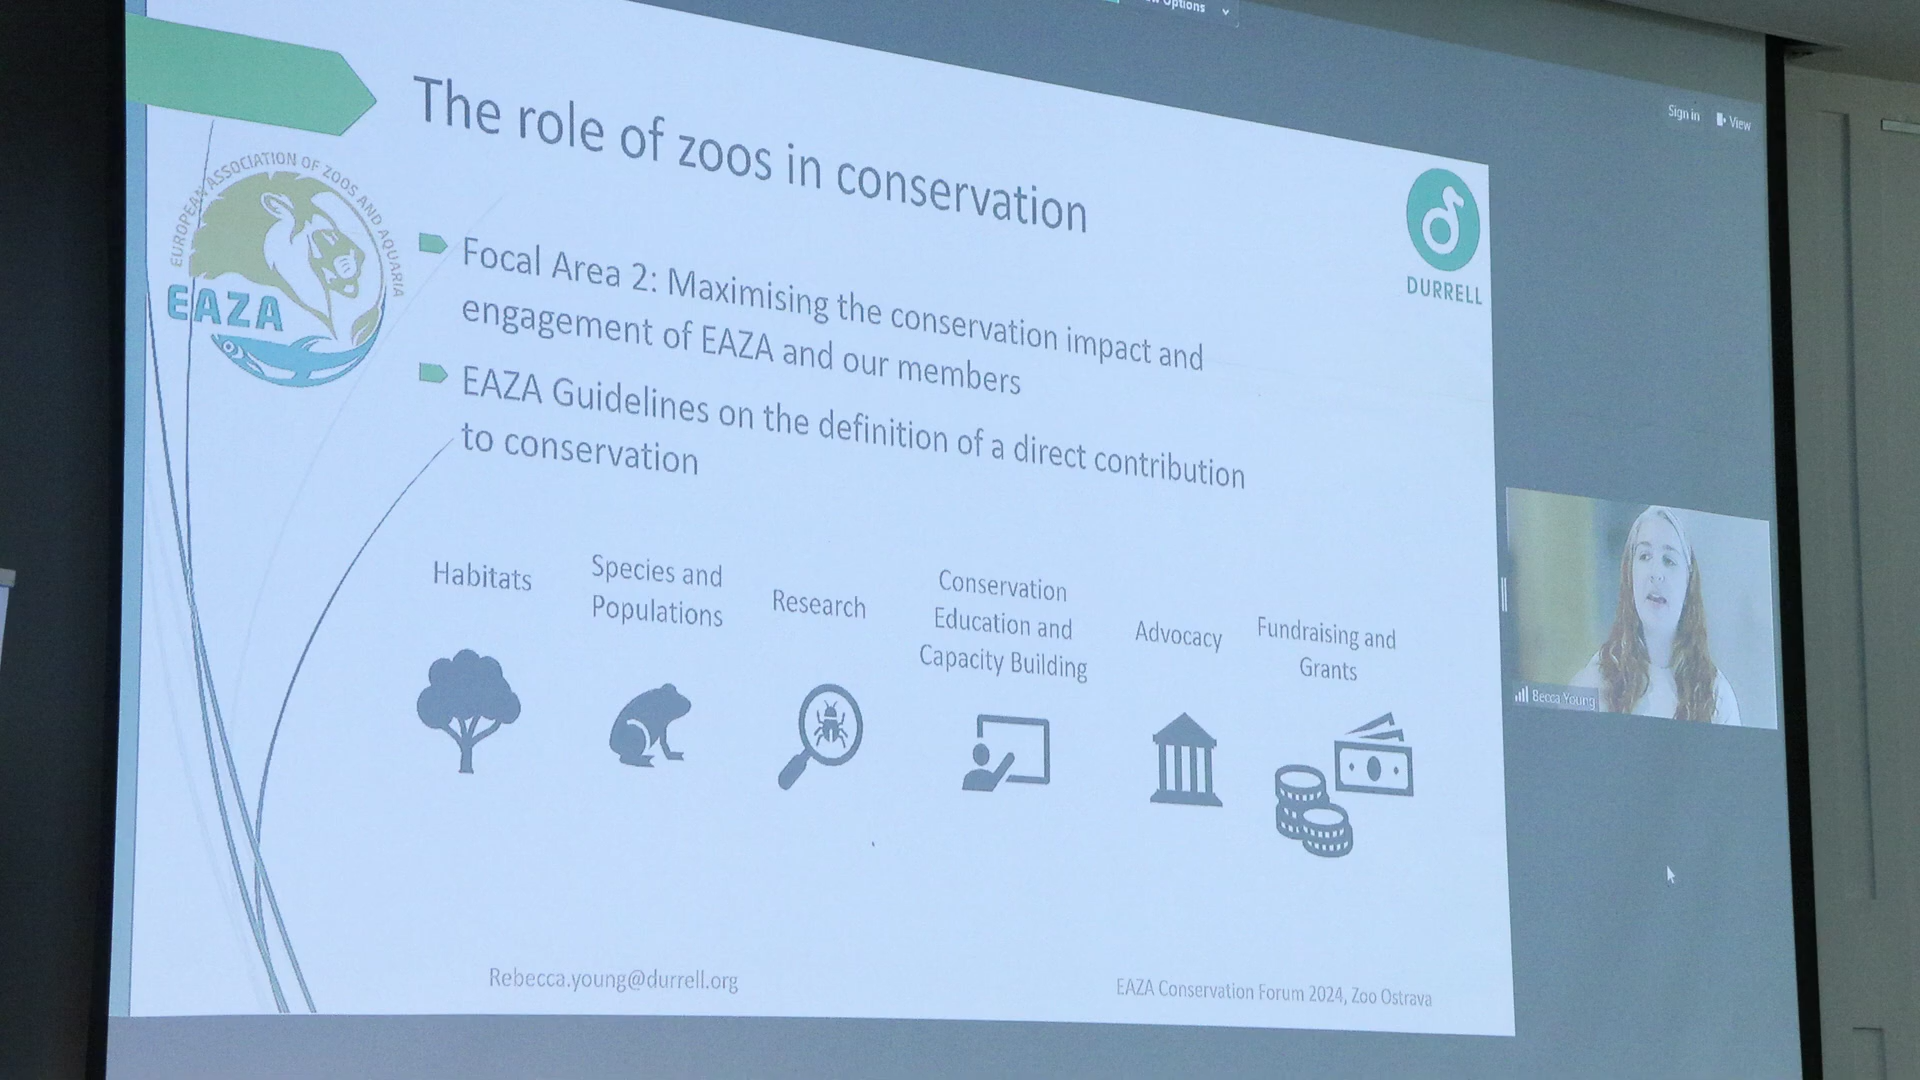 Options
Sign in
View
The role of zoos in conservation
EUROPEAN ASSOCIATION OF ZOOS AND AQUARIA
EAZA
DURRELL
Focal Area 2: Maximising the conservation impact and
engagement of EAZA and our members
EAZA Guidelines on the definition of a direct contribution
to conservation
Habitats
Species and
Populations
Research
Conservation
Education and
Capacity Building
Advocacy
Fundraising and
Grants
Becca Young
Rebecca.young@durrell.org
EAZA Conservation Forum 2024, Zoo Ostrava